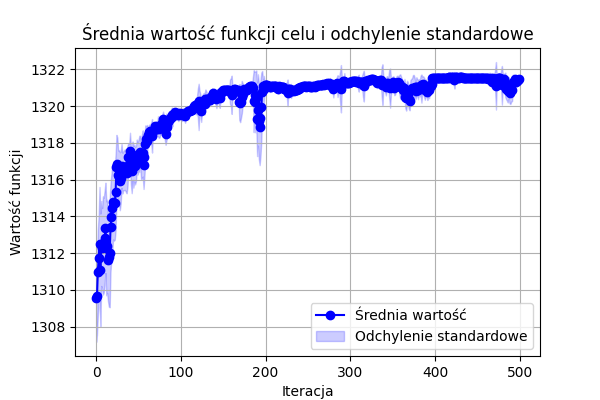 Średnia wartość funkcji celu i odchylenie standardowe
Wartość funkcji
1322
1320
1318
1316
1314
1312
1310
1308
0 100 200 300 400 500
Iteracja
Średnia wartość
Odchylenie standardowe